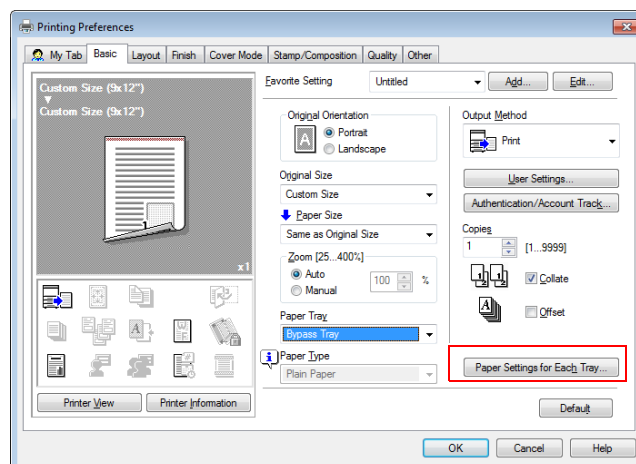 Printing Preferences
My Tab Basic Layout Finish Cover Mode Stamp/Composition Quality Other
Custom Size (9x12")
Custom Size (9x12")
1
x1
Printer View Printer Information
Favorite Setting Untitled Add... Edit...
Original Orientation
A Portrait
Landscape
Original Size
Custom Size
Paper Size
Same as Original Size
Zoom [25...400%]
Auto
Manual
100 %
Paper Tray
Bypass Tray
Paper Type
Plain Paper
Output Method
Print
User Settings...
Authentication/Account Track...
Copies
1 [1...9999]
Collate
Offset
Paper Settings for Each Tray...
Default
OK Cancel Help